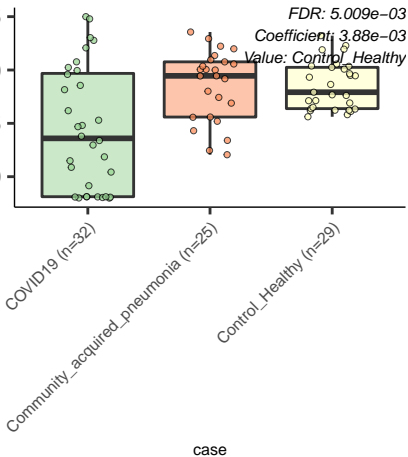 FDR: 5.009e−03
Coefficient: 3.88e−03
Value: Control_Healthy
COVID19 (n=32)
Community_acquired_pneumonia (n=25)
Control_Healthy (n=29)
case